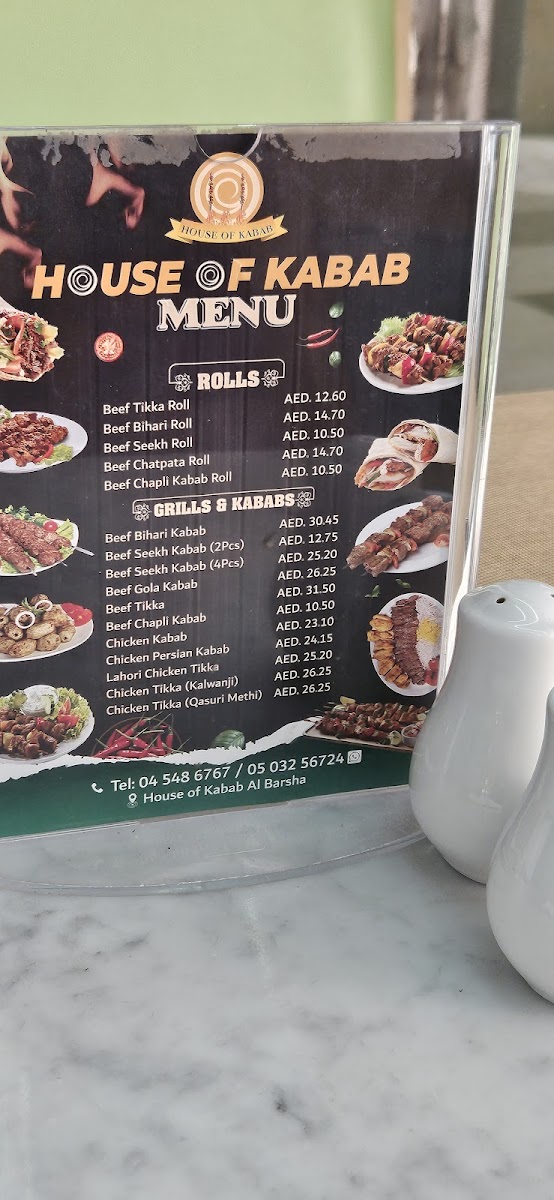 HOUSE OF KABAB
HOUSE OF KABAB
MENU
ROLLS
Beef Tikka Roll AED. 12.60
Beef Bihari Roll AED. 14.70
Beef Seekh Roll AED. 10.50
Beef Chatpata Roll AED. 14.70
Beef Chapli Kabab Roll AED. 10.50
GRILLS & KABABS
Beef Bihari Kabab AED. 30.45
Beef Seekh Kabab (2Pcs) AED. 12.75
Beef Seekh Kabab (4Pcs) AED. 25.20
Beef Gola Kabab AED. 26.25
Beef Tikka AED. 31.50
Beef Chapli Kabab AED. 10.50
Chicken Kabab AED. 23.10
Chicken Persian Kabab AED. 24.15
Lahori Chicken Tikka AED. 25.20
Chicken Tikka (Kalwanji) AED. 26.25
Chicken Tikka (Qasuri Methi) AED. 26.25
Tel: 04 548 6767 / 05 032 56724
House of Kabab Al Barsha